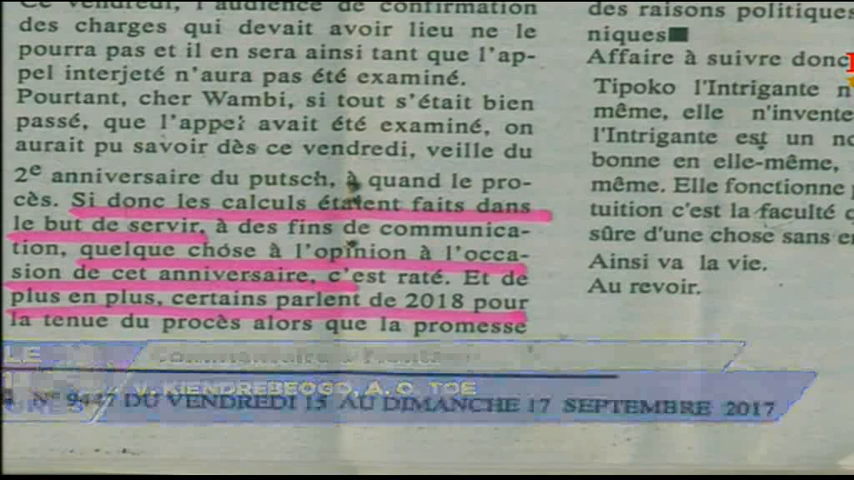 Ce vendredi, l'audience de confirmation
des charges qui devait avoir lieu ne le
pourra pas et il en sera ainsi tant que l'ap-
pel interjeté n'aura pas été examiné.
Pourtant, cher Wambi, si tout s'était bien
passé, que l'appel avait été examiné, on
aurait pu savoir dès ce vendredi, veille du
2e anniversaire du putsch, à quand le pro-
cès. Si donc les calculs étaient faits dans
le but de servir, à des fins de communica-
tion, quelque chose à l'opinion à l'occa-
sion de cet anniversaire, c'est raté. Et de
plus en plus, certains parlent de 2018 pour
la tenue du procès alors que la promesse
des raisons politiques
niques■
Affaire à suivre donc
Tipoko l'Intrigante n
même, elle n'invente
l'Intrigante est un no
bonne en elle-même,
même. Elle fonctionne
tuition c'est la faculté
sûre d'une chose sans
Ainsi va la vie.
Au revoir.
LE
V. KIENDREBEOGO, A. O. TOE
N° 9447 DU VENDREDI 15 AU DIMANCHE 17 SEPTEMBRE 2017